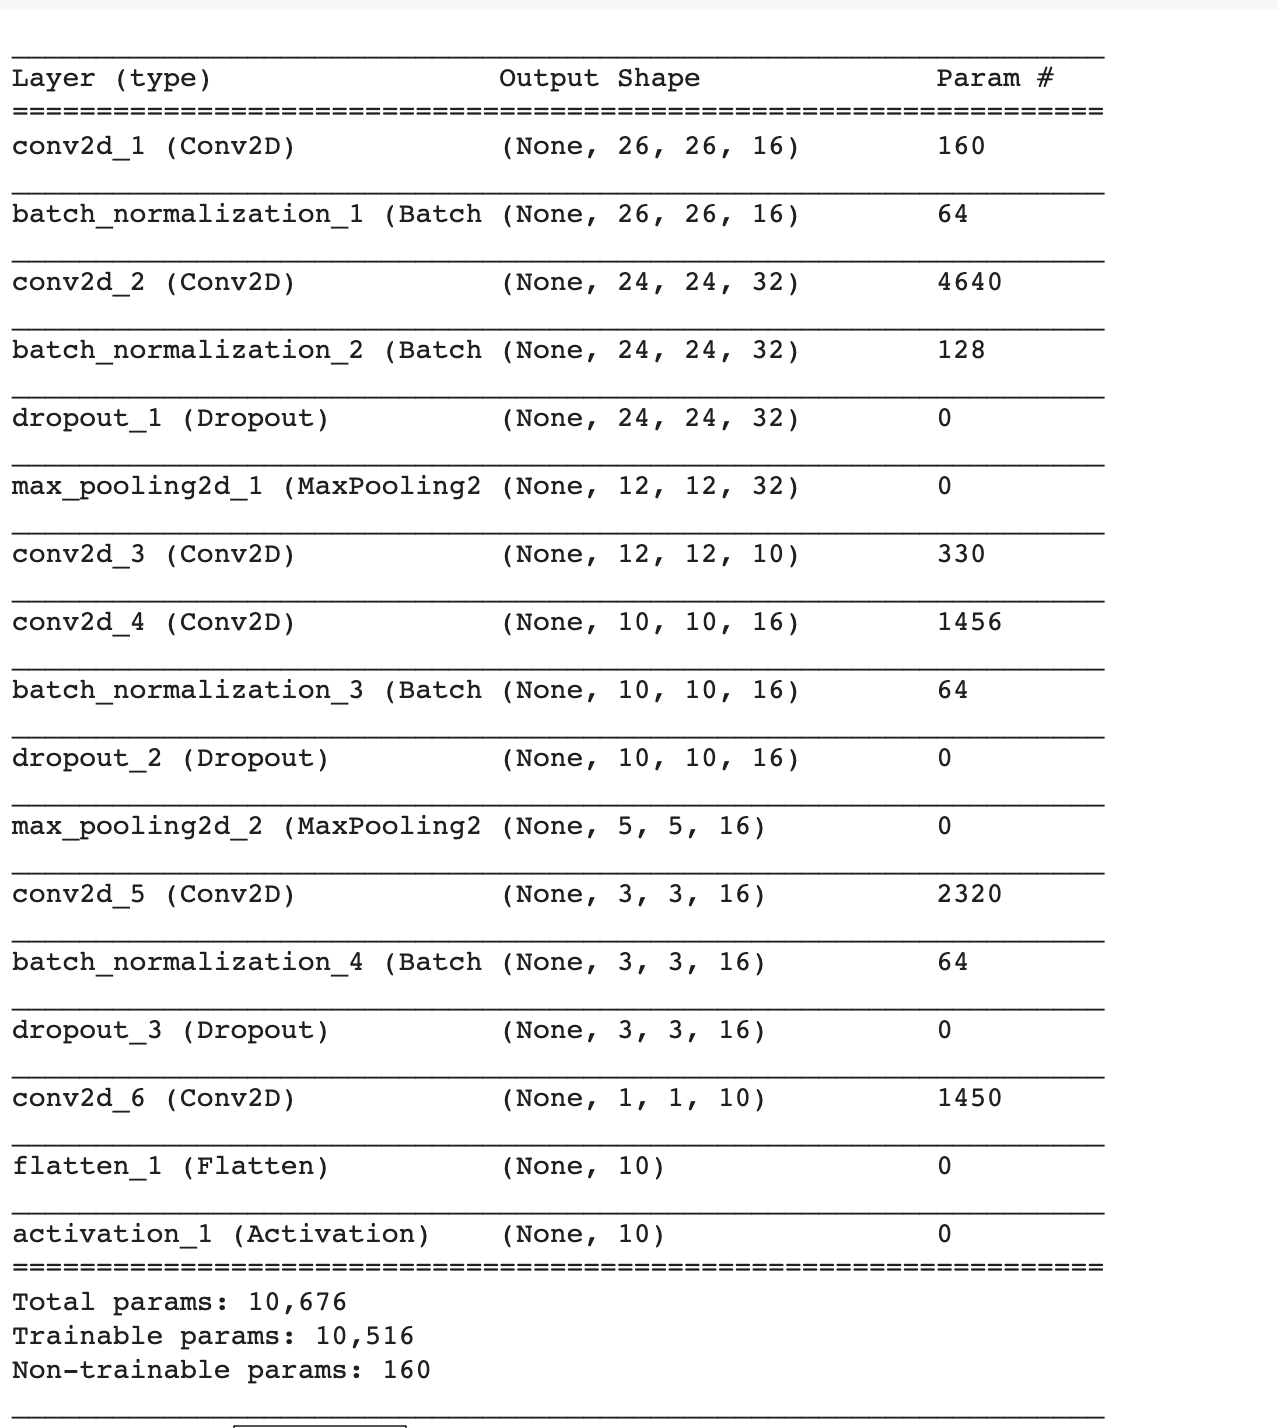 Layer (type) Output Shape Param #
=================================================================
conv2d_1 (Conv2D) (None, 26, 26, 16) 160
batch_normalization_1 (Batch (None, 26, 26, 16) 64
conv2d_2 (Conv2D) (None, 24, 24, 32) 4640
batch_normalization_2 (Batch (None, 24, 24, 32) 128
dropout_1 (Dropout) (None, 24, 24, 32) 0
max_pooling2d_1 (MaxPooling2 (None, 12, 12, 32) 0
conv2d_3 (Conv2D) (None, 12, 12, 10) 330
conv2d_4 (Conv2D) (None, 10, 10, 16) 1456
batch_normalization_3 (Batch (None, 10, 10, 16) 64
dropout_2 (Dropout) (None, 10, 10, 16) 0
max_pooling2d_2 (MaxPooling2 (None, 5, 5, 16) 0
conv2d_5 (Conv2D) (None, 3, 3, 16) 2320
batch_normalization_4 (Batch (None, 3, 3, 16) 64
dropout_3 (Dropout) (None, 3, 3, 16) 0
conv2d_6 (Conv2D) (None, 1, 1, 10) 1450
flatten_1 (Flatten) (None, 10) 0
activation_1 (Activation) (None, 10) 0
=================================================================
Total params: 10,676
Trainable params: 10,516
Non-trainable params: 160